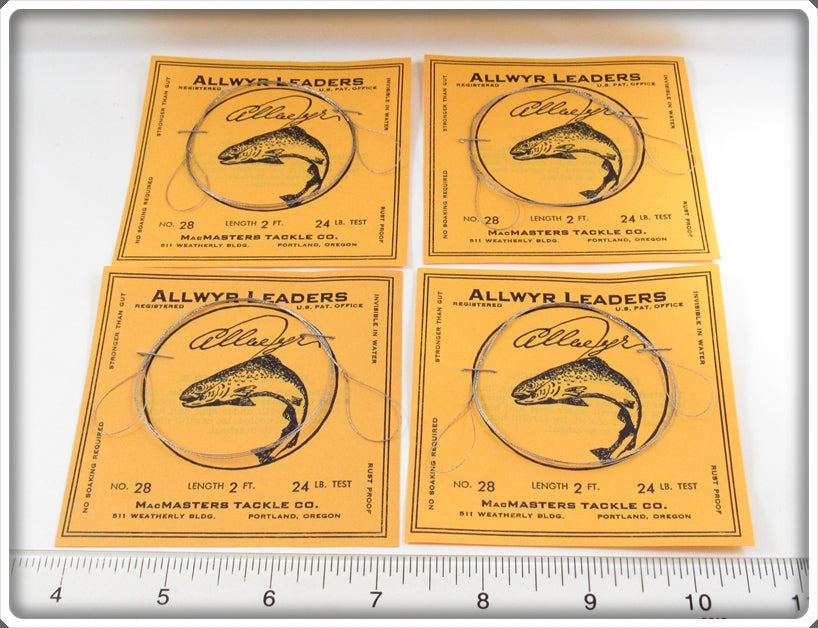 ALLWYR LEADERS
REGISTERED U.S. PAT. OFFICE
STRONGER THAN GUT
INVISIBLE IN WATER
Allwyr
NO SOAKING REQUIRED
RUST PROOF
NO. 28 LENGTH 2 FT. 24 LB. TEST
MACMASTERS TACKLE CO.
511 WEATHERLY BLDG. PORTLAND, OREGON
ALLWYR LEADERS
REGISTERED U.S. PAT. OFFICE
STRONGER THAN GUT
INVISIBLE IN WATER
Allwyr
NO SOAKING REQUIRED
RUST PROOF
NO. 28 LENGTH 2 FT. 24 LB. TEST
MACMASTERS TACKLE CO.
511 WEATHERLY BLDG. PORTLAND, OREGON
ALLWYR LEADERS
REGISTERED U.S. PAT. OFFICE
STRONGER THAN GUT
INVISIBLE IN WATER
Allwyr
NO SOAKING REQUIRED
RUST PROOF
NO. 28 LENGTH 2 FT. 24 LB. TEST
MACMASTERS TACKLE CO.
511 WEATHERLY BLDG. PORTLAND, OREGON
ALLWYR LEADERS
REGISTERED U.S. PAT. OFFICE
STRONGER THAN GUT
INVISIBLE IN WATER
Allwyr
NO SOAKING REQUIRED
RUST PROOF
NO. 28 LENGTH 2 FT. 24 LB. TEST
MACMASTERS TACKLE CO.
511 WEATHERLY BLDG. PORTLAND, OREGON
4 5 6 7 8 9 10